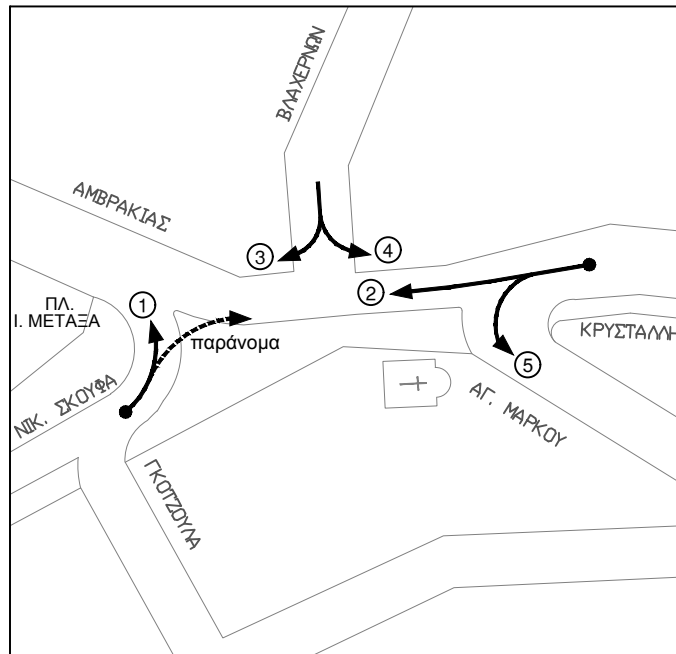 ΒΛΑΧΕΡΝΩΝ
ΑΜΒΡΑΚΙΑΣ
3
4
2
1
ΠΛ.
Ι. ΜΕΤΑΞΑ
παράνομα
ΚΡΥΣΤΑΛΛΗ
5
ΝΙΚ. ΣΚΟΥΦΑ
ΑΓ. ΜΑΡΚΟΥ
ΓΚΟΤΖΟΥΛΑ